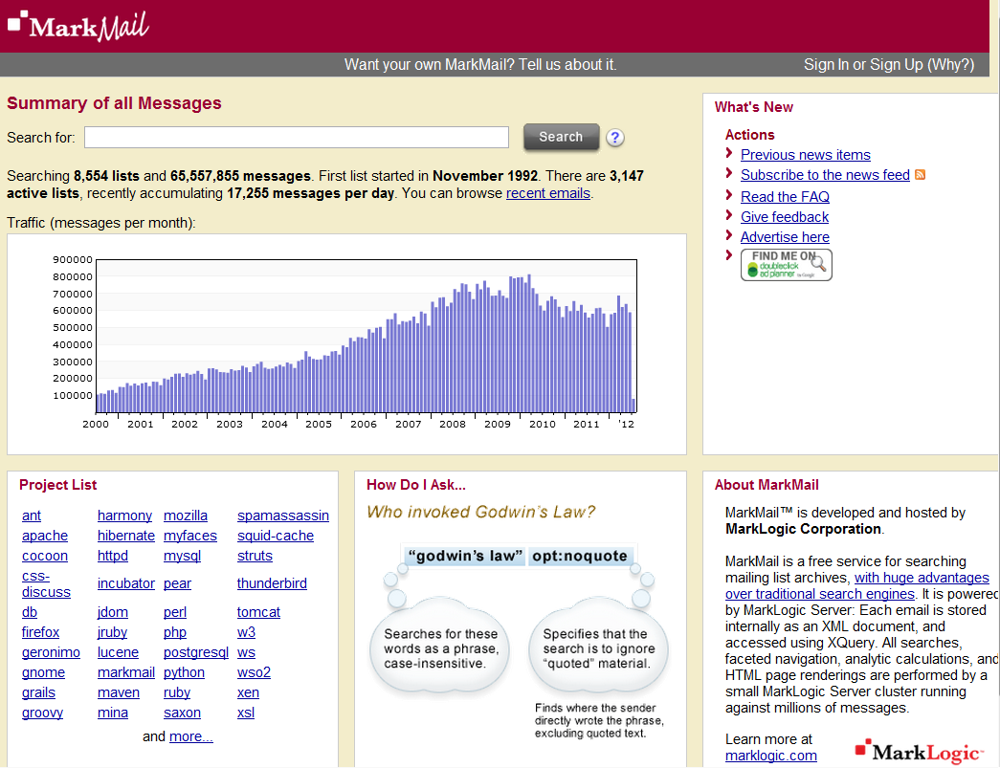 MarkMail
Want your own MarkMail? Tell us about it.
Sign In or Sign Up (Why?)
Summary of all Messages
Search for:
Search
?
Searching 8,554 lists and 65,557,855 messages. First list started in November 1992. There are 3,147
active lists, recently accumulating 17,255 messages per day. You can browse recent emails.
Traffic (messages per month):
900000
800000
700000
600000
500000
400000
300000
200000
100000
2000 2001 2002 2003 2004 2005 2006 2007 2008 2009 2010 2011 '12
What's New
Actions
Previous news items
Subscribe to the news feed
Read the FAQ
Give feedback
Advertise here
FIND ME ON
doubleclick
ad planner by Google
Project List
ant harmony mozilla spamassassin
apache hibernate myfaces squid-cache
cocoon httpd mysql struts
css-
discuss incubator pear thunderbird
db jdom perl tomcat
firefox jruby php w3
geronimo lucene postgresql ws
gnome markmail python wso2
grails maven ruby xen
groovy mina saxon xsl
and more...
How Do I Ask...
Who invoked Godwin's Law?
“godwin’s law” opt:noquote
Searches for these
words as a phrase,
case-insensitive.
Specifies that the
search is to ignore
“quoted” material.
Finds where the sender
directly wrote the phrase,
excluding quoted text.
About MarkMail
MarkMail™ is developed and hosted by
MarkLogic Corporation.
MarkMail is a free service for searching
mailing list archives, with huge advantages
over traditional search engines. It is powered
by MarkLogic Server: Each email is stored
internally as an XML document, and
accessed using XQuery. All searches,
faceted navigation, analytic calculations, and
HTML page renderings are performed by a
small MarkLogic Server cluster running
against millions of messages.
Learn more at
marklogic.com
MarkLogic™